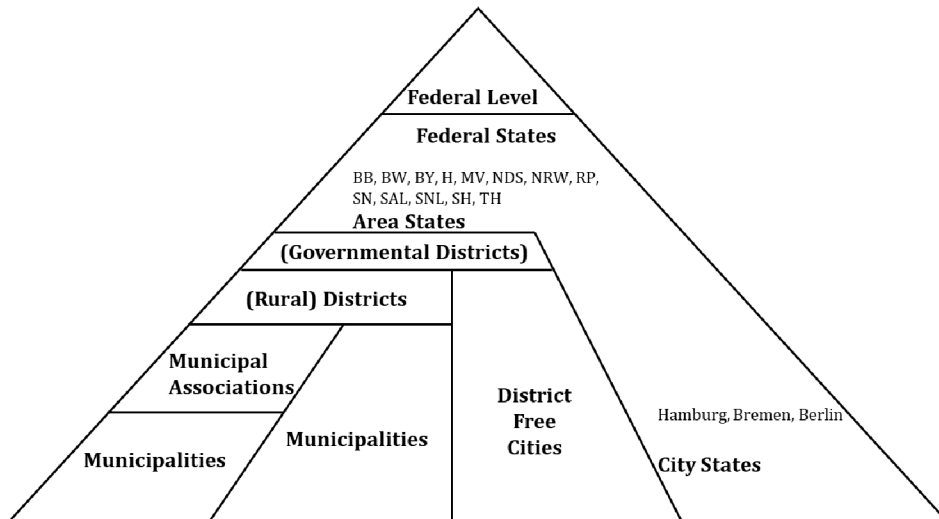 Federal Level
Federal States
BB, BW, BY, H, MV, NDS, NRW, RP,
SN, SAL, SNL, SH, TH
Area States
(Governmental Districts)
(Rural) Districts
Municipal
Associations
Municipalities
Municipalities
District
Free
Cities
Hamburg, Bremen, Berlin
City States